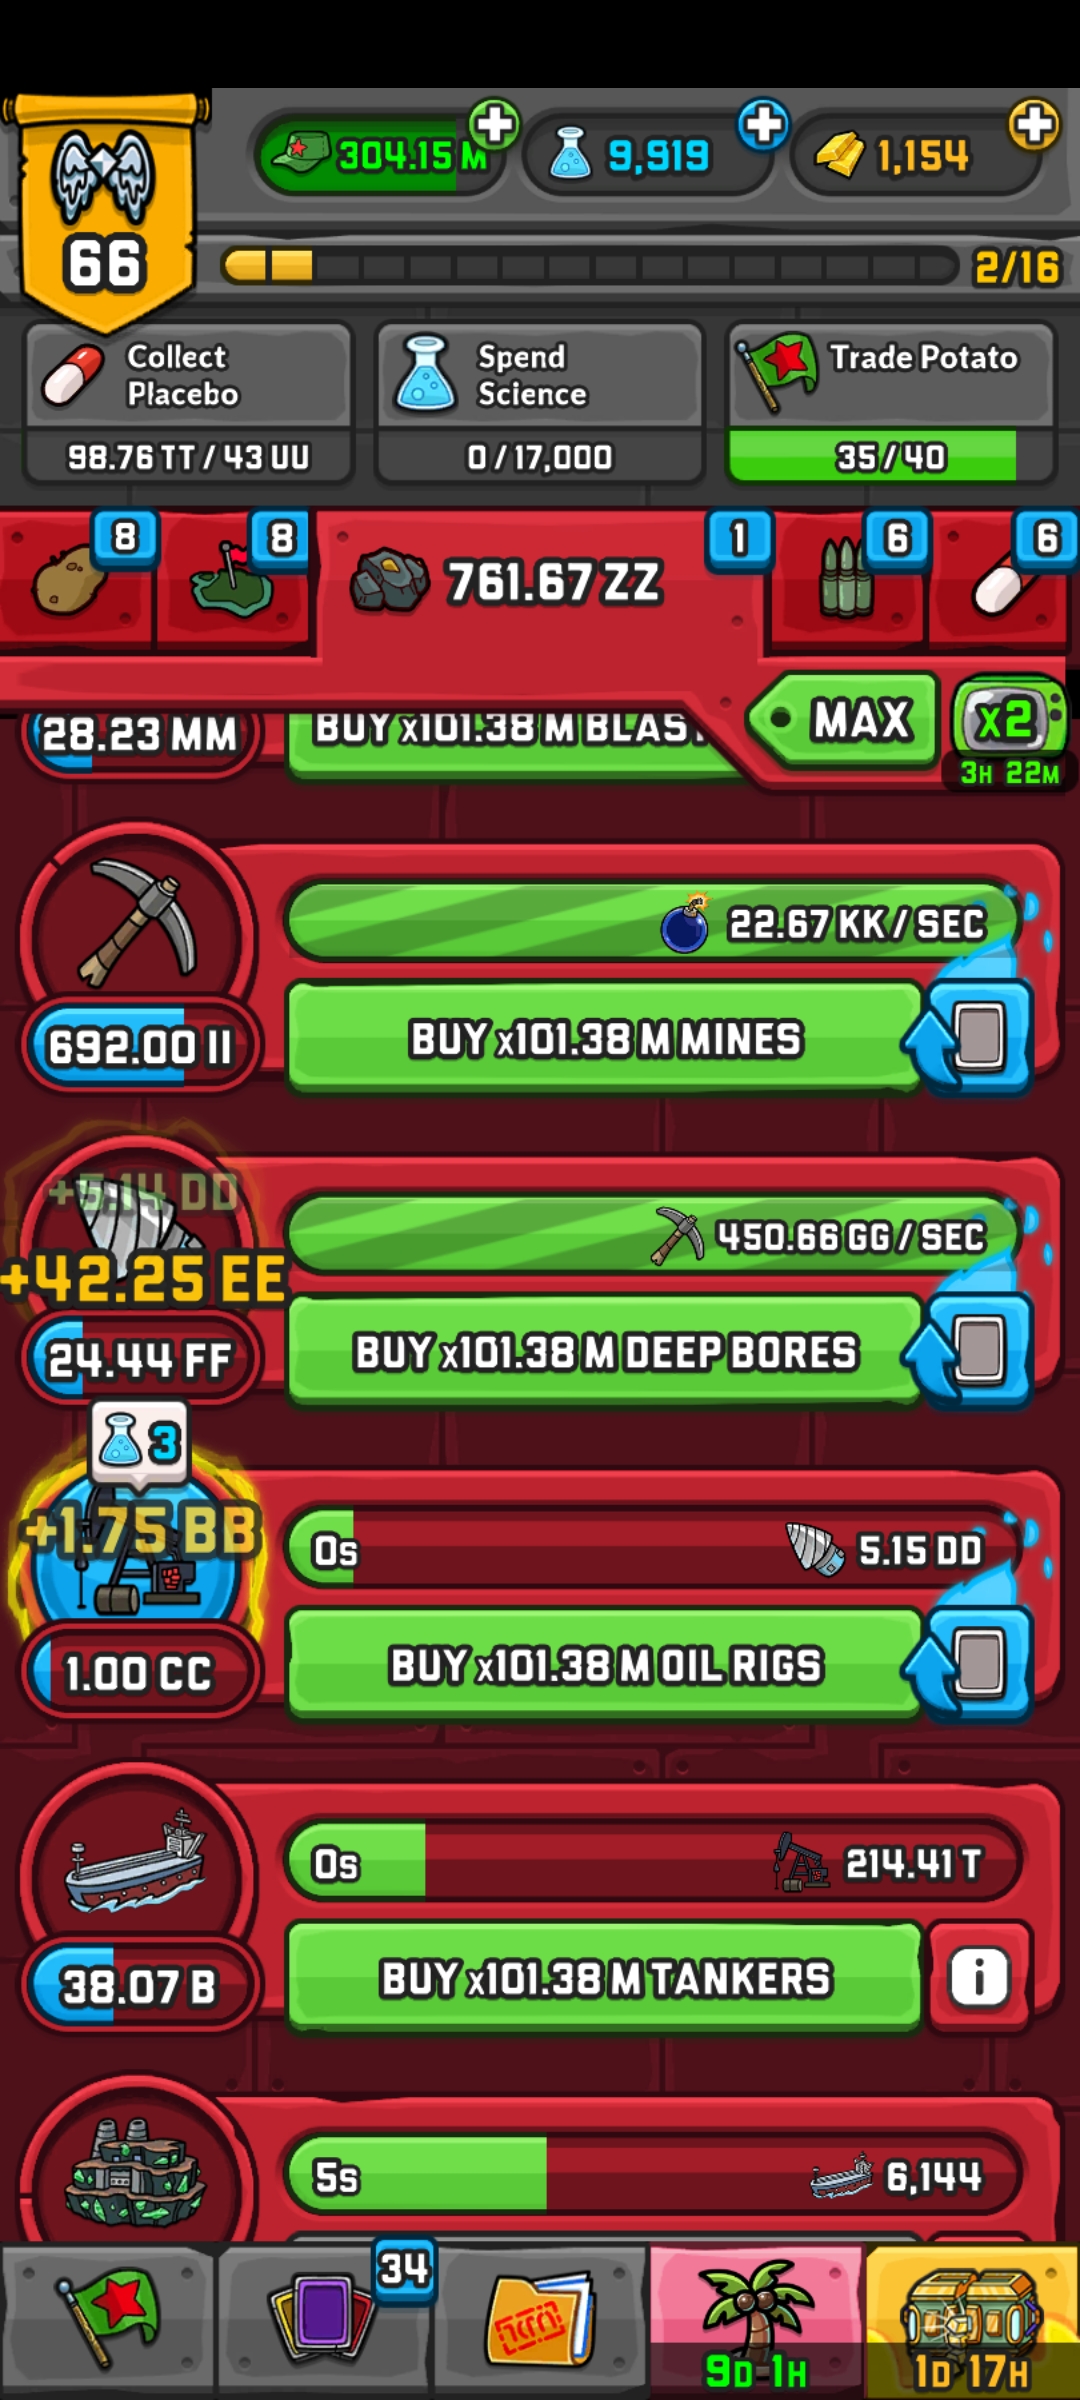 304.15 M
9,919
1,154
66
2/16
Collect
Placebo
98.76 TT / 43 UU
Spend
Science
0 / 17,000
Trade Potato
35 / 40
8
8
761.67 ZZ
1
6
6
MAX
x2
3H 22M
28.23 MM
BUY x101.38 M BLAST
22.67 KK / SEC
692.00 II
BUY x101.38 M MINES
+5.14 DD
+42.25 EE
450.66 GG / SEC
24.44 FF
BUY x101.38 M DEEP BORES
3
+1.75 BB
0s
5.15 DD
1.00 CC
BUY x101.38 M OIL RIGS
0s
214.41 T
38.07 B
BUY x101.38 M TANKERS
i
5s
6,144
34
9D 1H
1D 17H